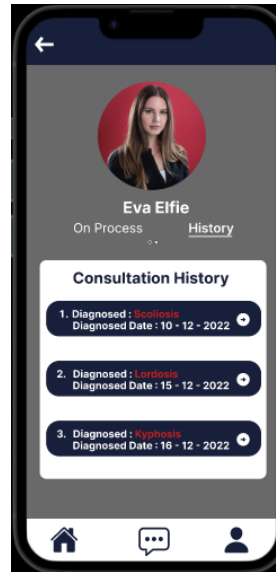 Eva Elfie
On Process History
Consultation History
1. Diagnosed : Scoliosis
Diagnosed Date : 10 - 12 - 2022
2. Diagnosed : Lordosis
Diagnosed Date : 15 - 12 - 2022
3. Diagnosed : Kyphosis
Diagnosed Date : 16 - 12 - 2022